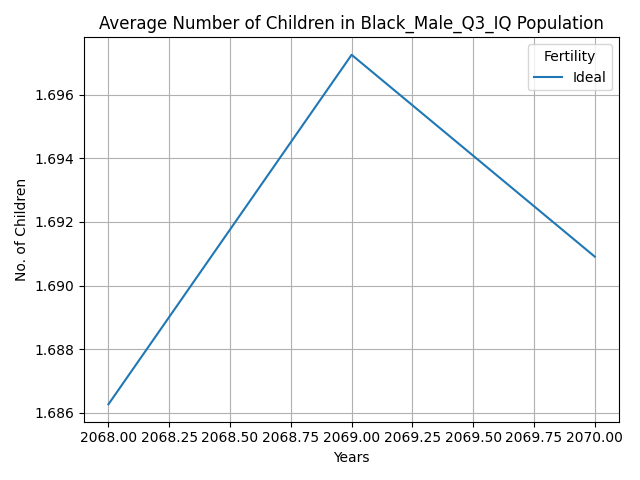 Average Number of Children in Black_Male_Q3_IQ Population
Fertility
Ideal
No. of Children
1.696
1.694
1.692
1.690
1.688
1.686
2068.00 2068.25 2068.50 2068.75 2069.00 2069.25 2069.50 2069.75 2070.00
Years